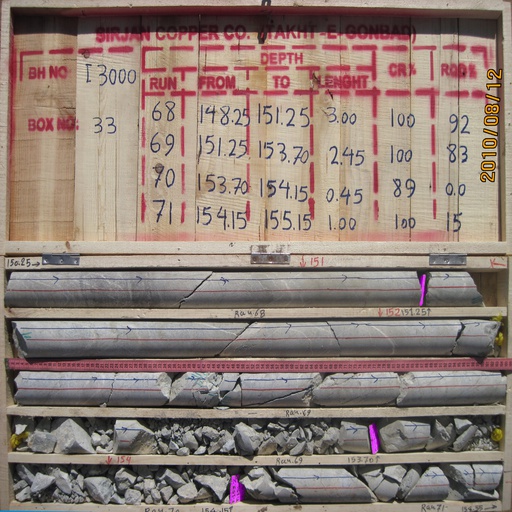 SIRJAN COPPER CO. (TAKHT-E-GONBAD)
BH NO: I3000
BOX NO: 33
DEPTH
RUN FROM TO LENGHT CR% RQD%
68 148.25 151.25 3.00 100 92
69 151.25 153.70 2.45 100 83
70 153.70 154.15 0.45 89 0.0
71 154.15 155.15 1.00 100 15
2010/08/12
150.25→ ↓151
Run 68 ↓152 151.25↑
Run 69
↓154 Run.69 153.70↑
Run 70 154.15↑ Run 71